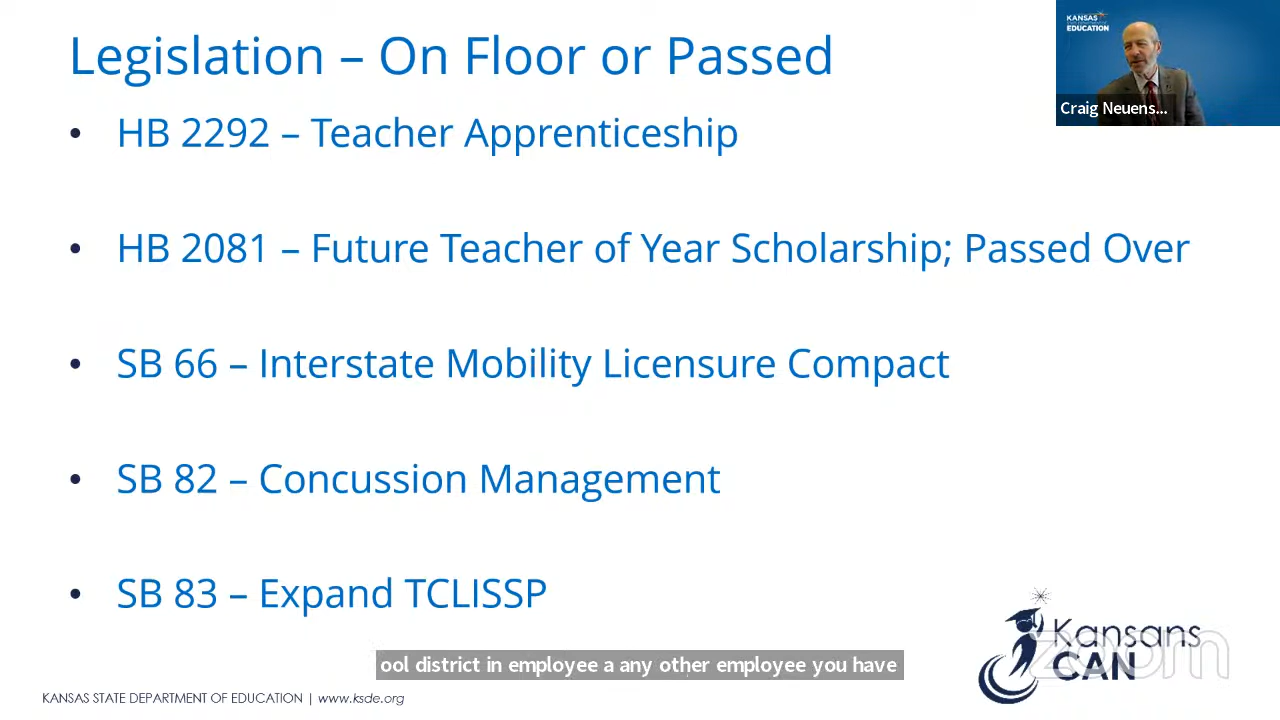 Legislation – On Floor or Passed
KANSAS
EDUCATION
Craig Neuens...
• HB 2292 – Teacher Apprenticeship
• HB 2081 – Future Teacher of Year Scholarship; Passed Over
• SB 66 – Interstate Mobility Licensure Compact
• SB 82 – Concussion Management
• SB 83 – Expand TCLISSP
Kansans
CAN
zoom
ool district in employee a any other employee you have
KANSAS STATE DEPARTMENT OF EDUCATION | www.ksde.org